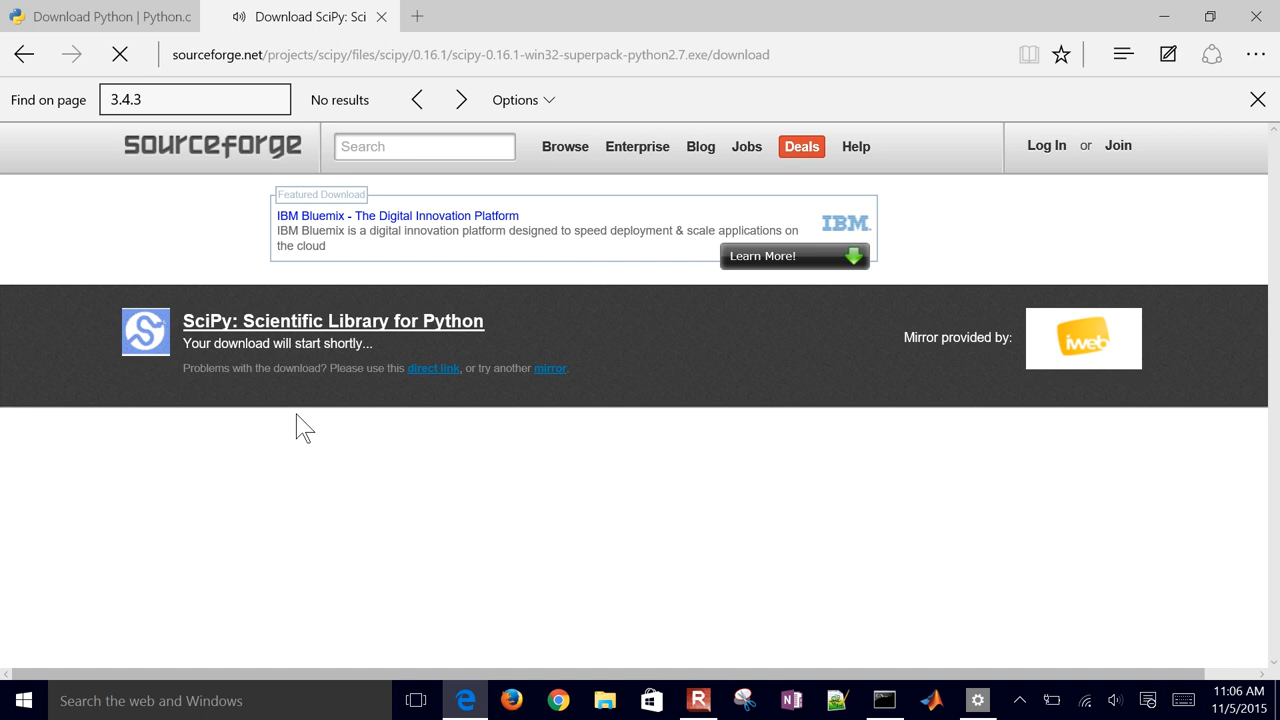 Download Python | Python.c
Download SciPy: Sci
sourceforge.net/projects/scipy/files/scipy/0.16.1/scipy-0.16.1-win32-superpack-python2.7.exe/download
Find on page
3.4.3
No results
Options
sourceforge
Search
Browse
Enterprise
Blog
Jobs
Deals
Help
Log In or Join
Featured Download
IBM Bluemix - The Digital Innovation Platform
IBM Bluemix is a digital innovation platform designed to speed deployment & scale applications on
the cloud
IBM.
Learn More!
SciPy: Scientific Library for Python
Your download will start shortly...
Problems with the download? Please use this direct link, or try another mirror.
Mirror provided by:
iweb
Search the web and Windows
11:06 AM
11/5/2015